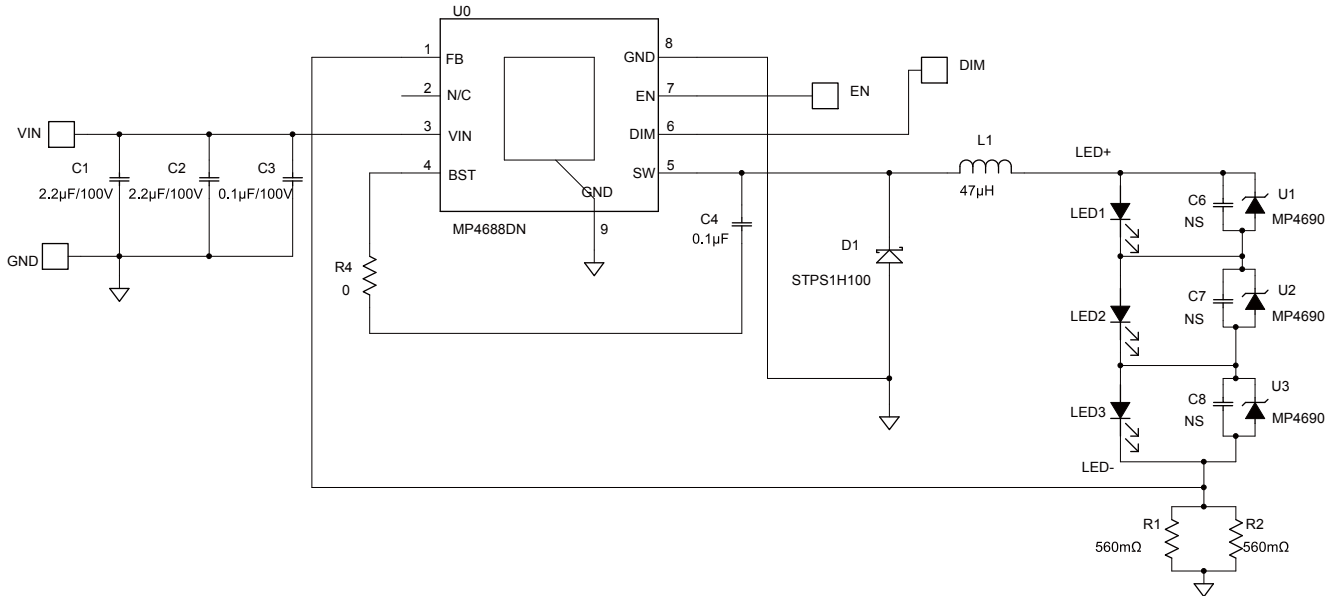 U0
1
FB
GND
8
2
N/C
EN
7
EN
DIM
VIN
3
VIN
DIM
6
4
BST
SW
5
GND
9
MP4688DN
C1
2.2µF/100V
C2
2.2µF/100V
C3
0.1µF/100V
GND
R4
0
C4
0.1µF
D1
STPS1H100
L1
47µH
LED+
LED1
C6
NS
U1
MP4690
LED2
C7
NS
U2
MP4690
LED3
C8
NS
U3
MP4690
LED-
R1
560mΩ
R2
560mΩ